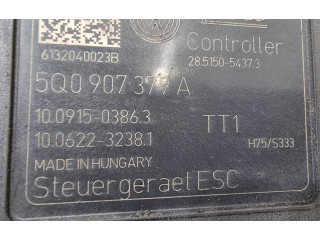 6132040023B
Controller
28.5150-5437.3
5Q0 907 379 A
10.0915-0386.3
10.0622-3238.1
TT1
H75/S333
MADE IN HUNGARY
Steuergeraet ESC